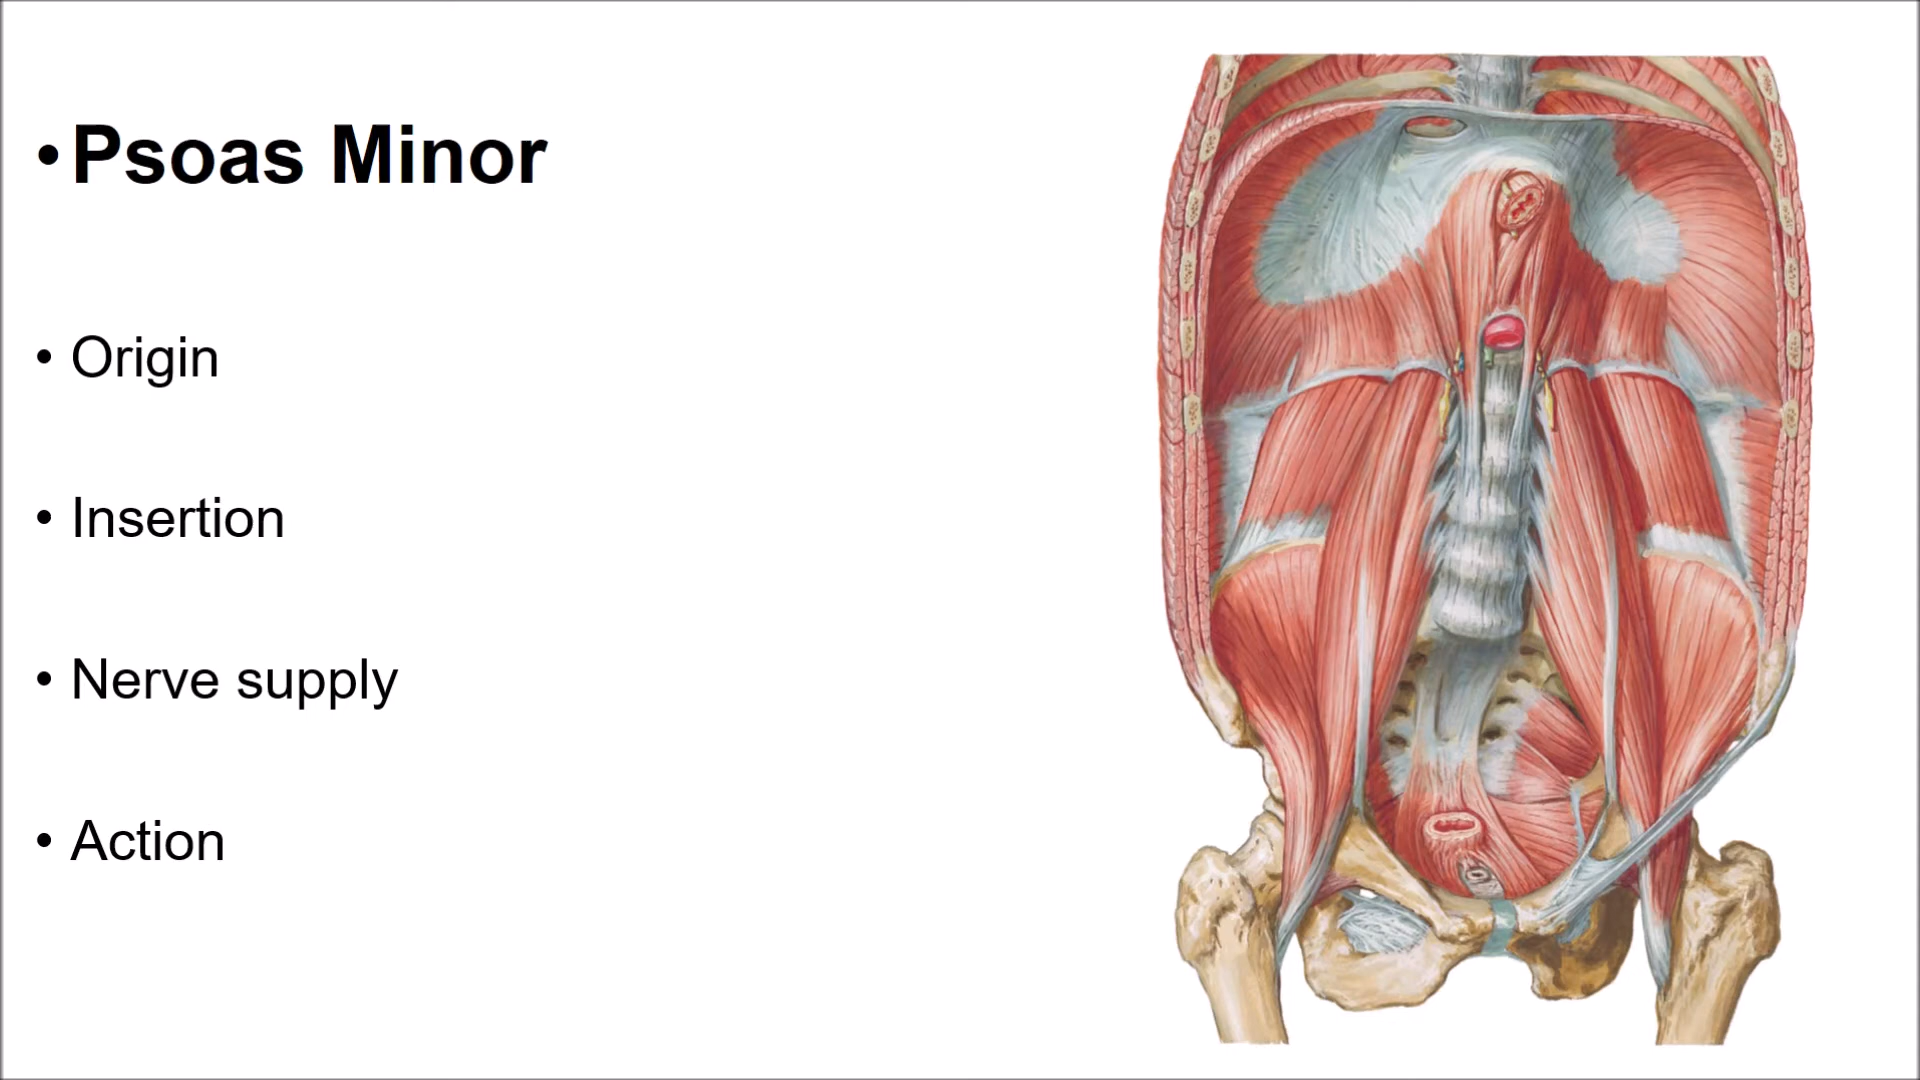 • Psoas Minor
• Origin
• Insertion
• Nerve supply
• Action